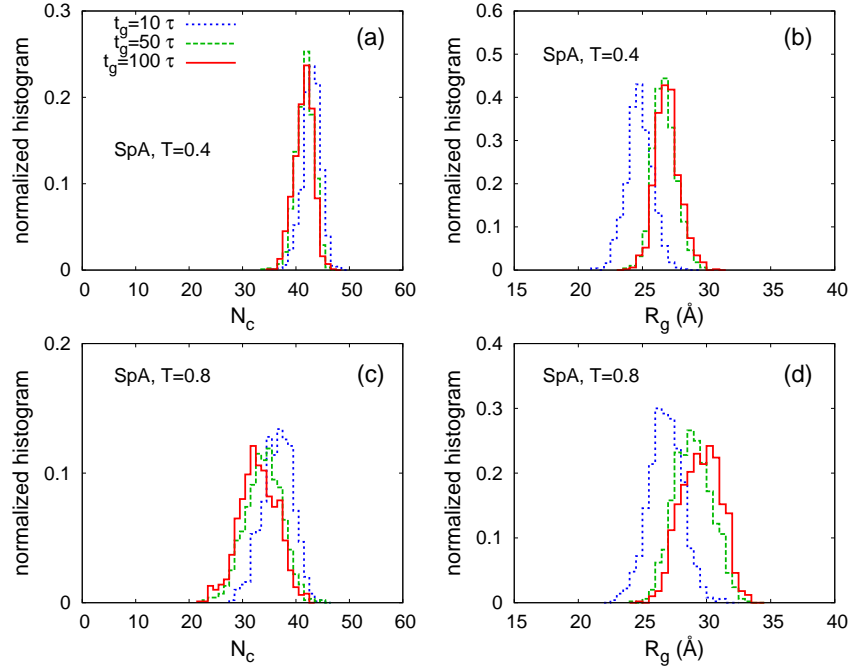 t_g=10 τ
t_g=50 τ
t_g=100 τ
(a)
SpA, T=0.4
normalized histogram
0
0.1
0.2
0.3
0 10 20 30 40 50 60
N_c
(b)
SpA, T=0.4
normalized histogram
0
0.1
0.2
0.3
0.4
0.5
0.6
15 20 25 30 35 40
R_g (Å)
(c)
SpA, T=0.8
normalized histogram
0
0.1
0.2
0 10 20 30 40 50 60
N_c
(d)
SpA, T=0.8
normalized histogram
0
0.1
0.2
0.3
0.4
15 20 25 30 35 40
R_g (Å)